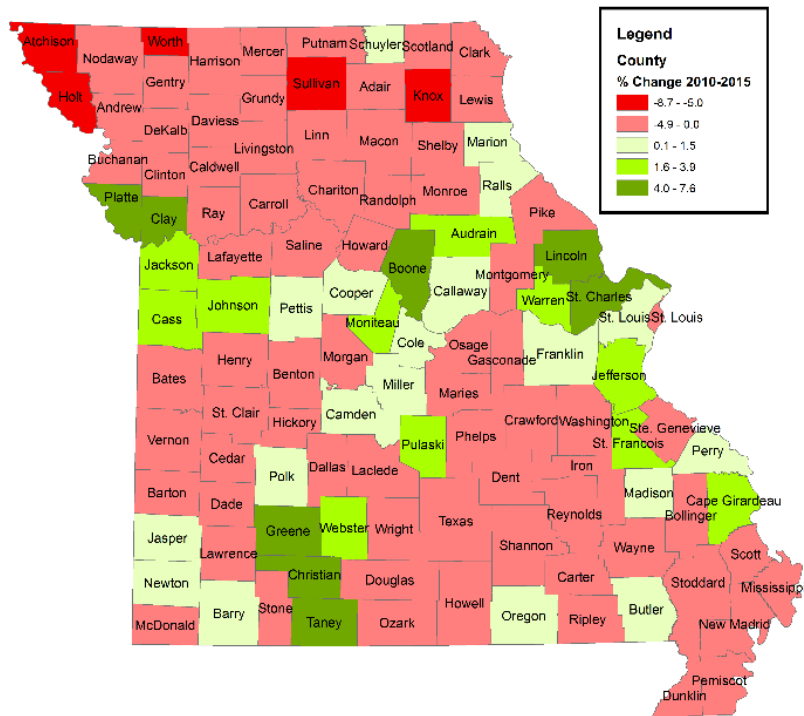 Legend
County
% Change 2010-2015
-8.7 - -5.0
-4.9 - 0.0
0.1 - 1.5
1.6 - 3.9
4.0 - 7.6
Atchison
Nodaway
Worth
Harrison
Mercer
Putnam
Schuyler
Scotland
Clark
Holt
Andrew
Gentry
Grundy
Sullivan
Adair
Knox
Lewis
DeKalb
Daviess
Livingston
Linn
Macon
Shelby
Marion
Buchanan
Clinton
Caldwell
Chariton
Randolph
Monroe
Ralls
Platte
Clay
Ray
Carroll
Pike
Jackson
Lafayette
Saline
Howard
Boone
Audrain
Lincoln
Cass
Johnson
Pettis
Cooper
Moniteau
Callaway
Montgomery
Warren
St. Charles
St. Louis
St. Louis
Cole
Osage
Gasconade
Franklin
Jefferson
Bates
Henry
Benton
Morgan
Miller
Maries
St. Clair
Hickory
Camden
Pulaski
Phelps
Crawford
Washington
Ste. Genevieve
St. Francois
Perry
Vernon
Cedar
Polk
Dallas
Laclede
Dent
Iron
Madison
Cape Girardeau
Bollinger
Barton
Dade
Greene
Webster
Wright
Texas
Reynolds
Jasper
Lawrence
Christian
Douglas
Shannon
Wayne
Scott
Newton
Barry
Stone
Taney
Ozark
Howell
Carter
Stoddard
Mississippi
McDonald
Oregon
Ripley
Butler
New Madrid
Pemiscot
Dunklin